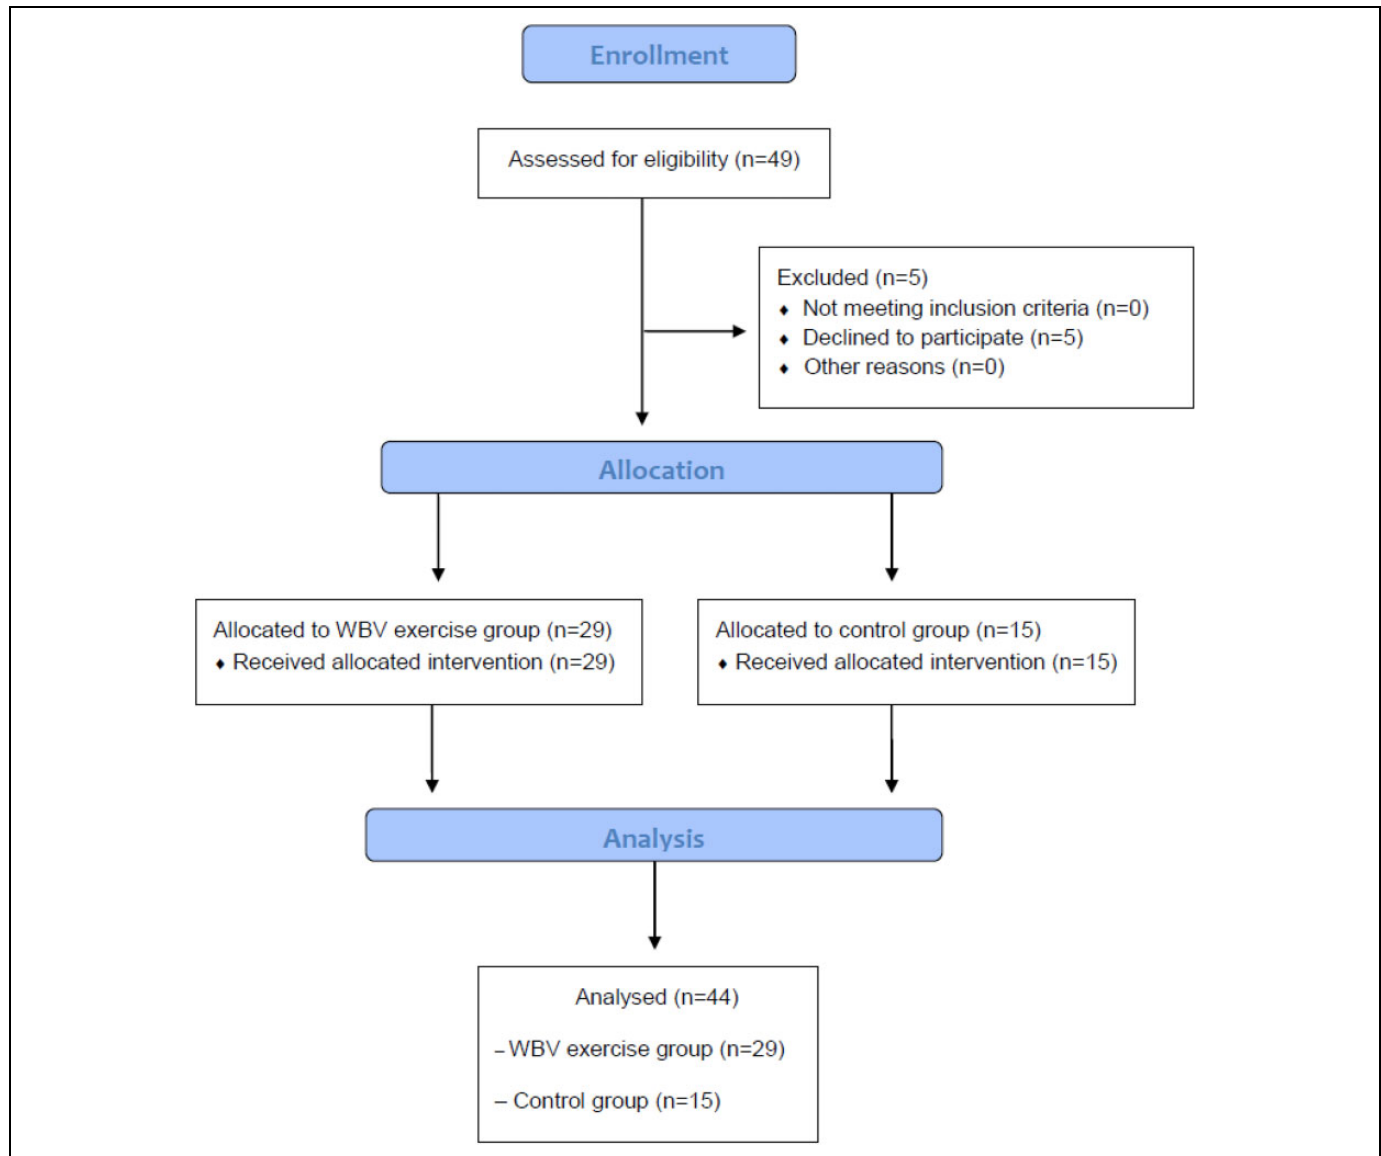 Enrollment
Assessed for eligibility (n=49)
Excluded (n=5)
♦ Not meeting inclusion criteria (n=0)
♦ Declined to participate (n=5)
♦ Other reasons (n=0)
Allocation
Allocated to WBV exercise group (n=29)
♦ Received allocated intervention (n=29)
Allocated to control group (n=15)
♦ Received allocated intervention (n=15)
Analysis
Analysed (n=44)
– WBV exercise group (n=29)
– Control group (n=15)